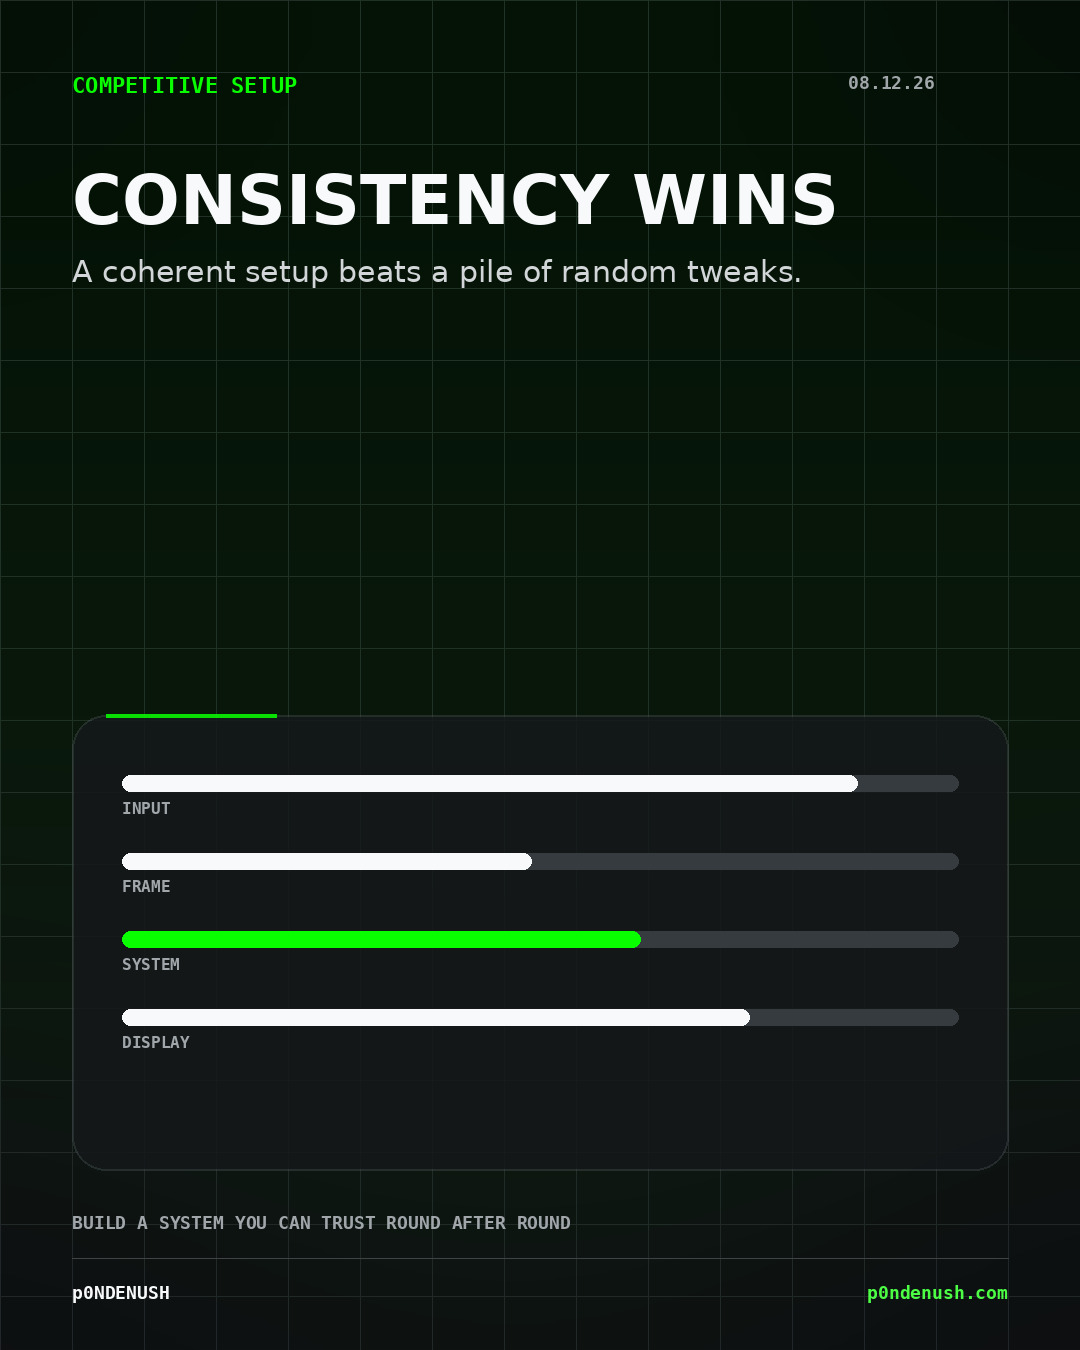 COMPETITIVE SETUP
08.12.26
CONSISTENCY WINS
A coherent setup beats a pile of random tweaks.
INPUT
FRAME
SYSTEM
DISPLAY
BUILD A SYSTEM YOU CAN TRUST ROUND AFTER ROUND
p0NDENUSH
p0ndenush.com